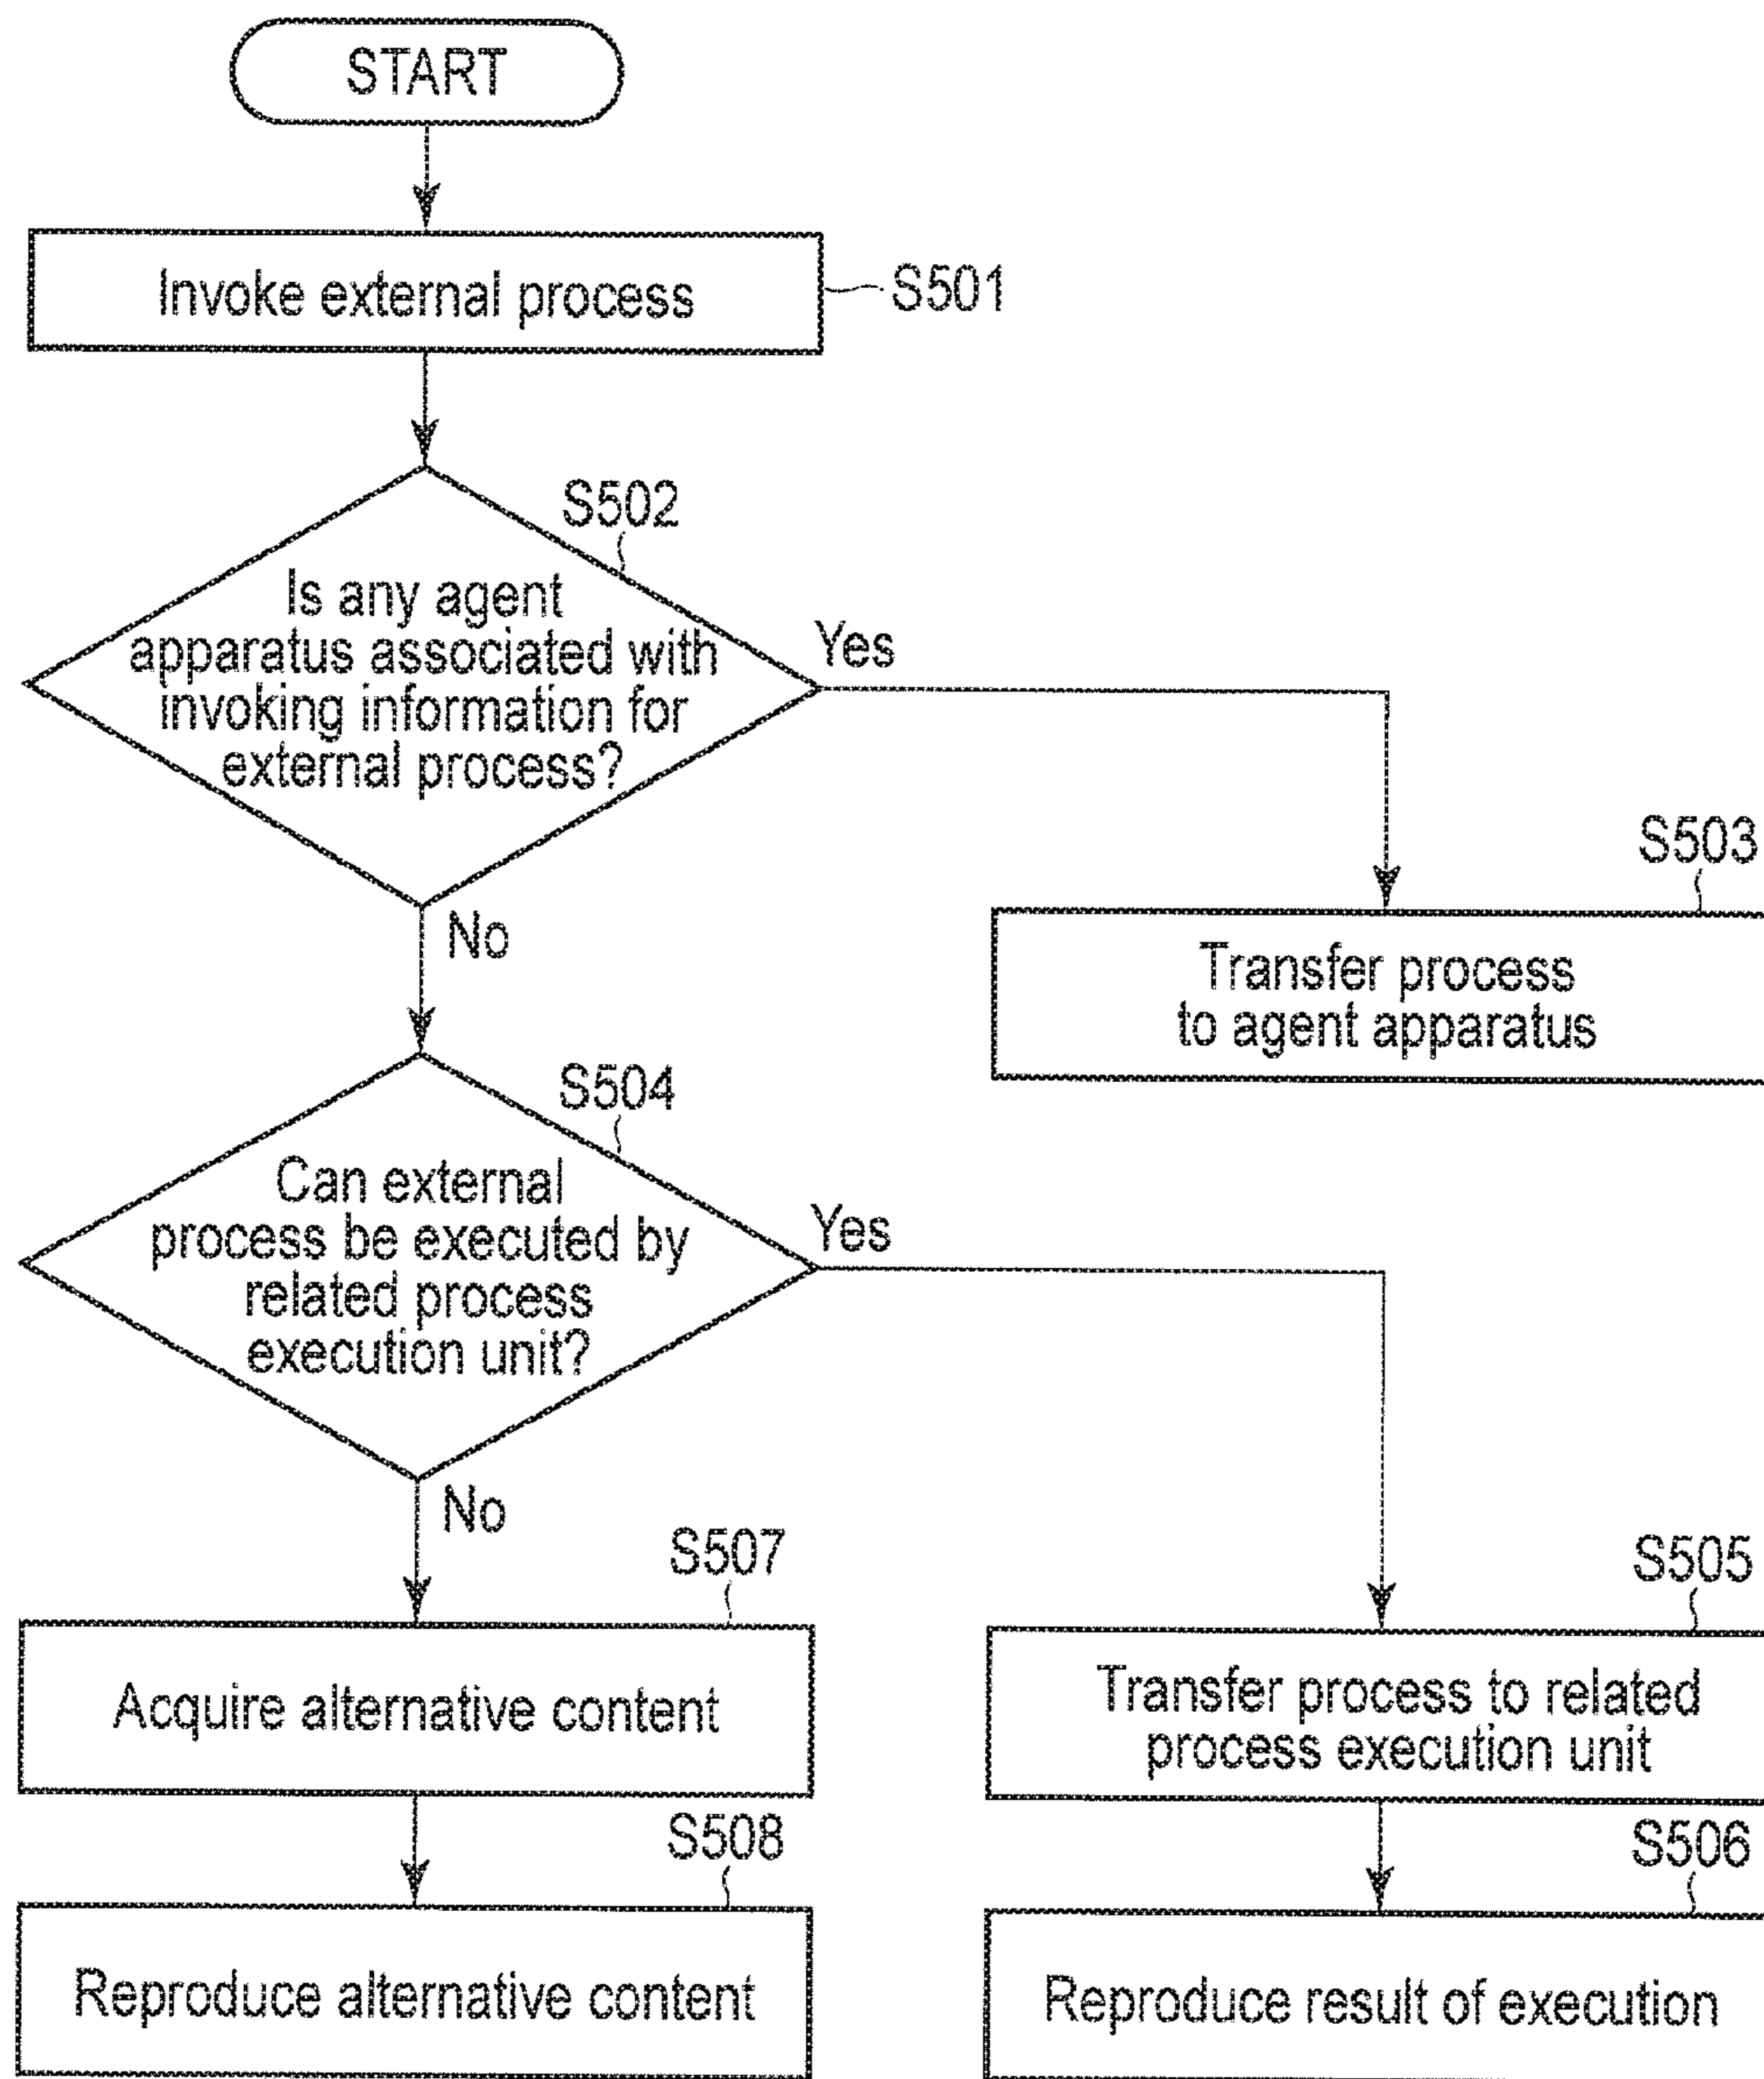 START
Invoke external process
S501
S502
Is any agent
apparatus associated with
invoking information for
external process?
Yes
No
S503
Transfer process
to agent apparatus
S504
Can external
process be executed by
related process
execution unit?
Yes
No
S507
Acquire alternative content
S505
Transfer process to related
process execution unit
S508
Reproduce alternative content
S506
Reproduce result of execution